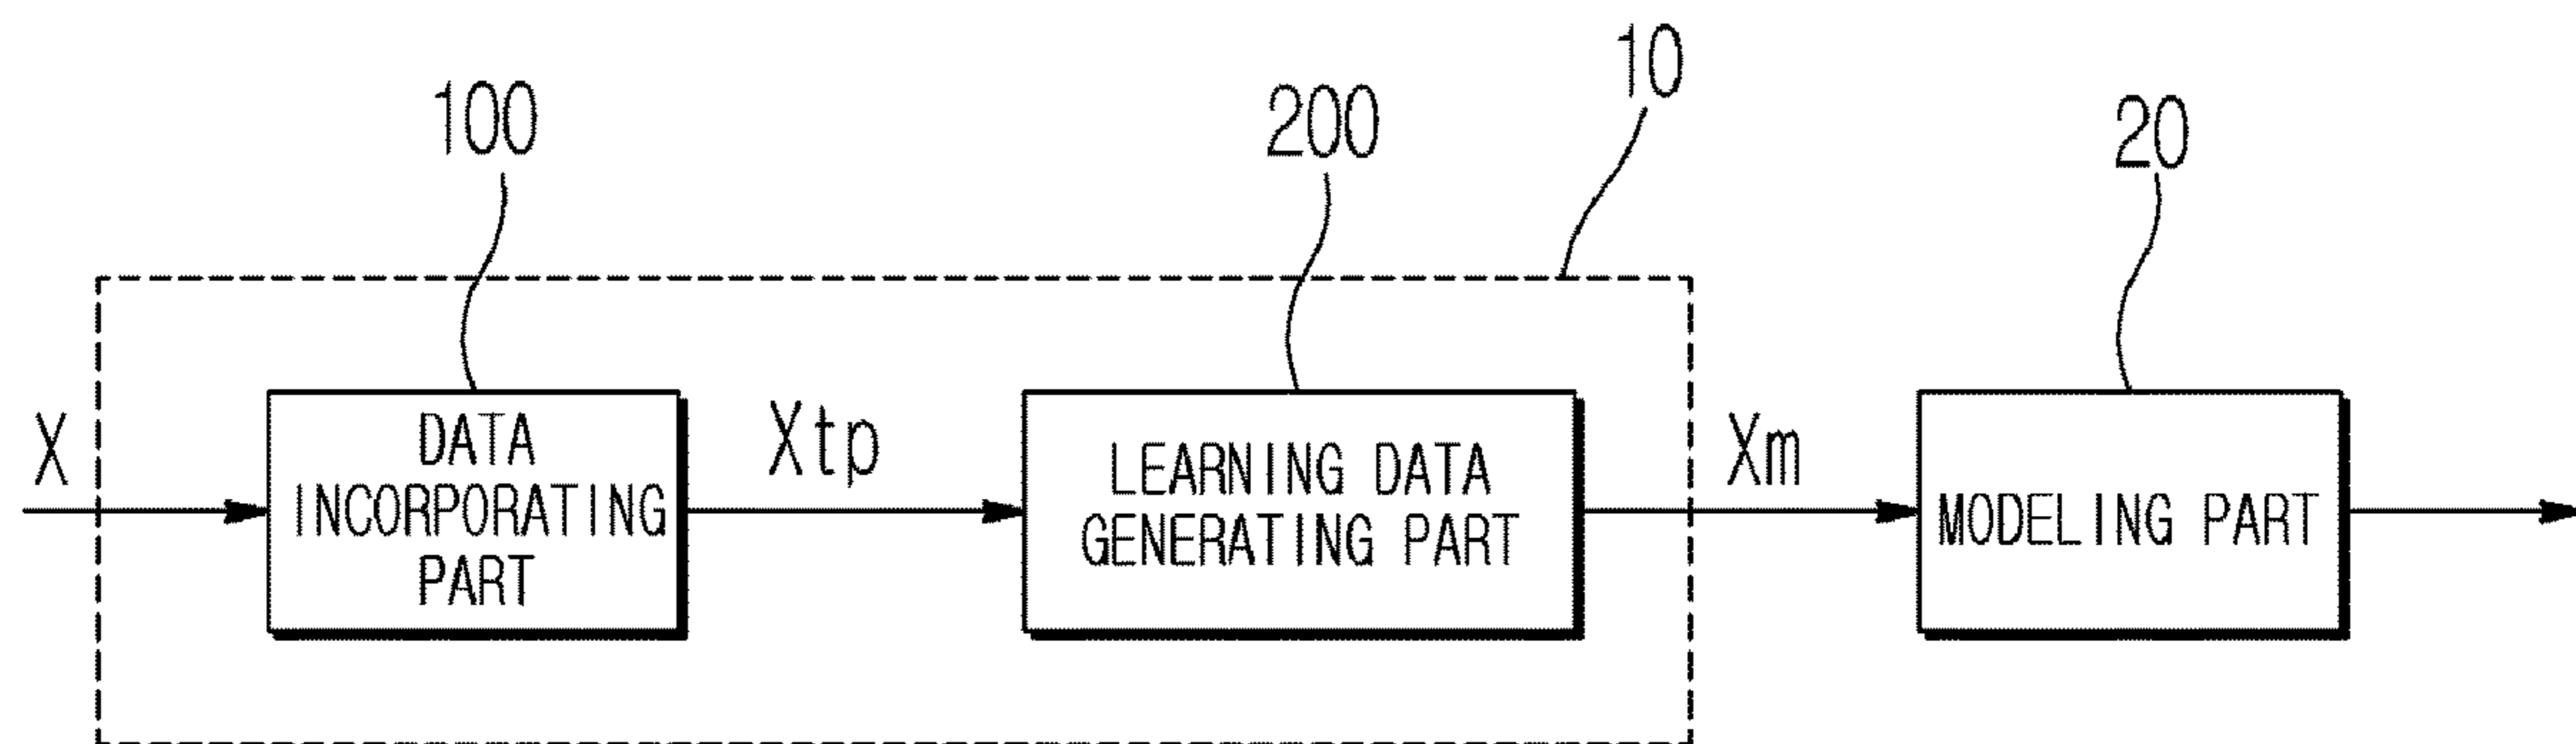 10
100
200
20
X
DATA
INCORPORATING
PART
Xtp
LEARNING DATA
GENERATING PART
Xm
MODELING PART